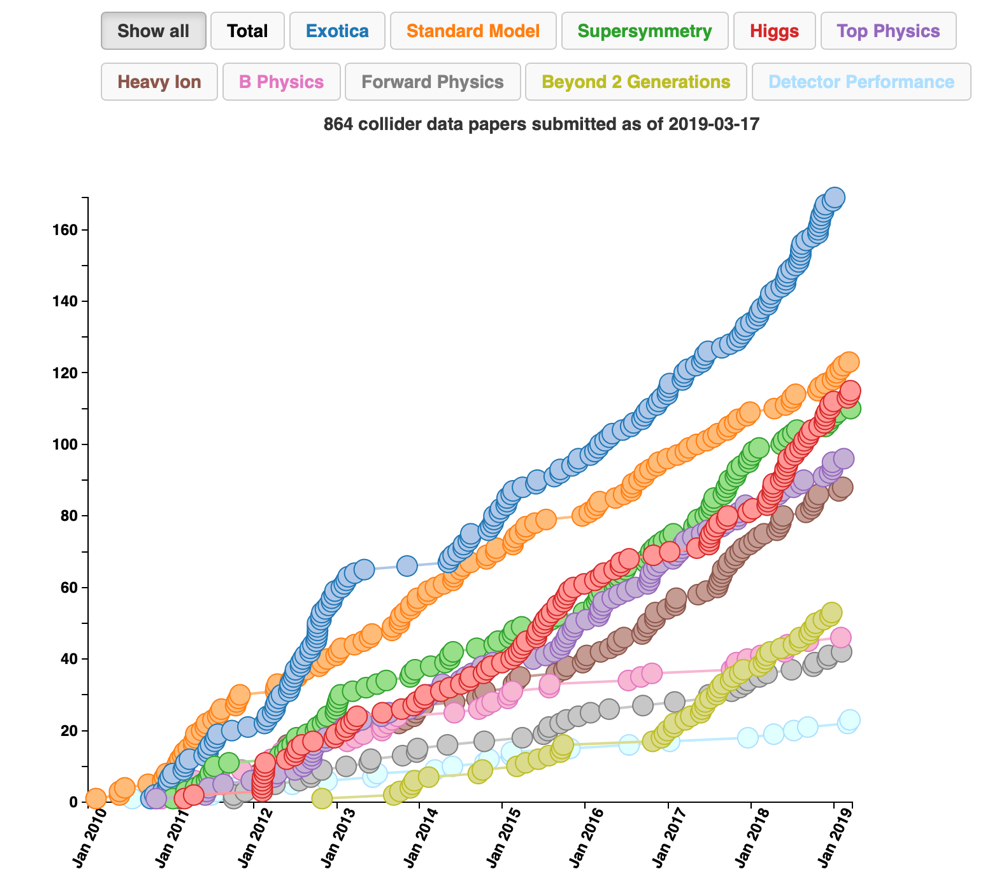 Show all Total Exotica Standard Model Supersymmetry Higgs Top Physics
Heavy Ion B Physics Forward Physics Beyond 2 Generations Detector Performance
864 collider data papers submitted as of 2019-03-17
160
140
120
100
80
60
40
20
0
Jan 2010 Jan 2011 Jan 2012 Jan 2013 Jan 2014 Jan 2015 Jan 2016 Jan 2017 Jan 2018 Jan 2019